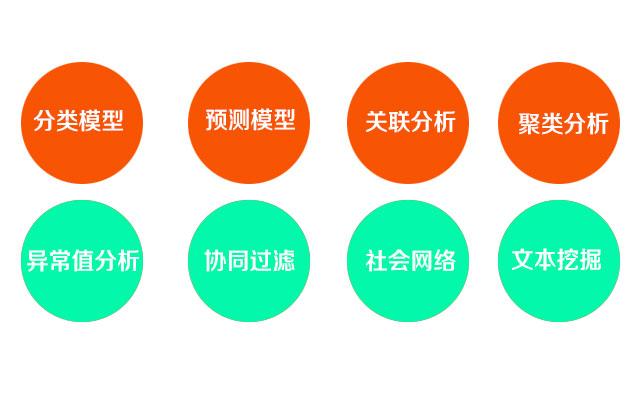 分类模型
预测模型
关联分析
聚类分析
异常值分析
协同过滤
社会网络
文本挖掘